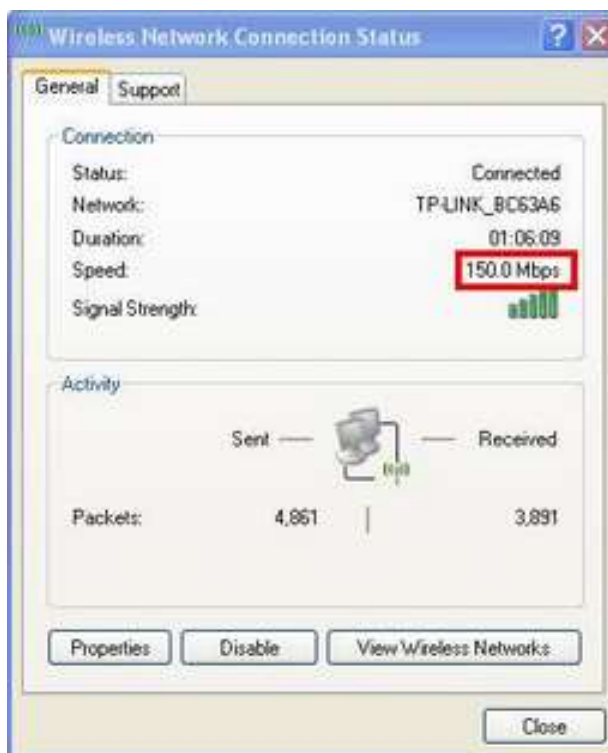 Wireless Network Connection Status
General Support
Connection
Status: Connected
Network: TP-LINK_BC63A6
Duration: 01:06:09
Speed: 150.0 Mbps
Signal Strength:
Activity
Sent Received
Packets: 4,861 3,891
Properties Disable View Wireless Networks
Close